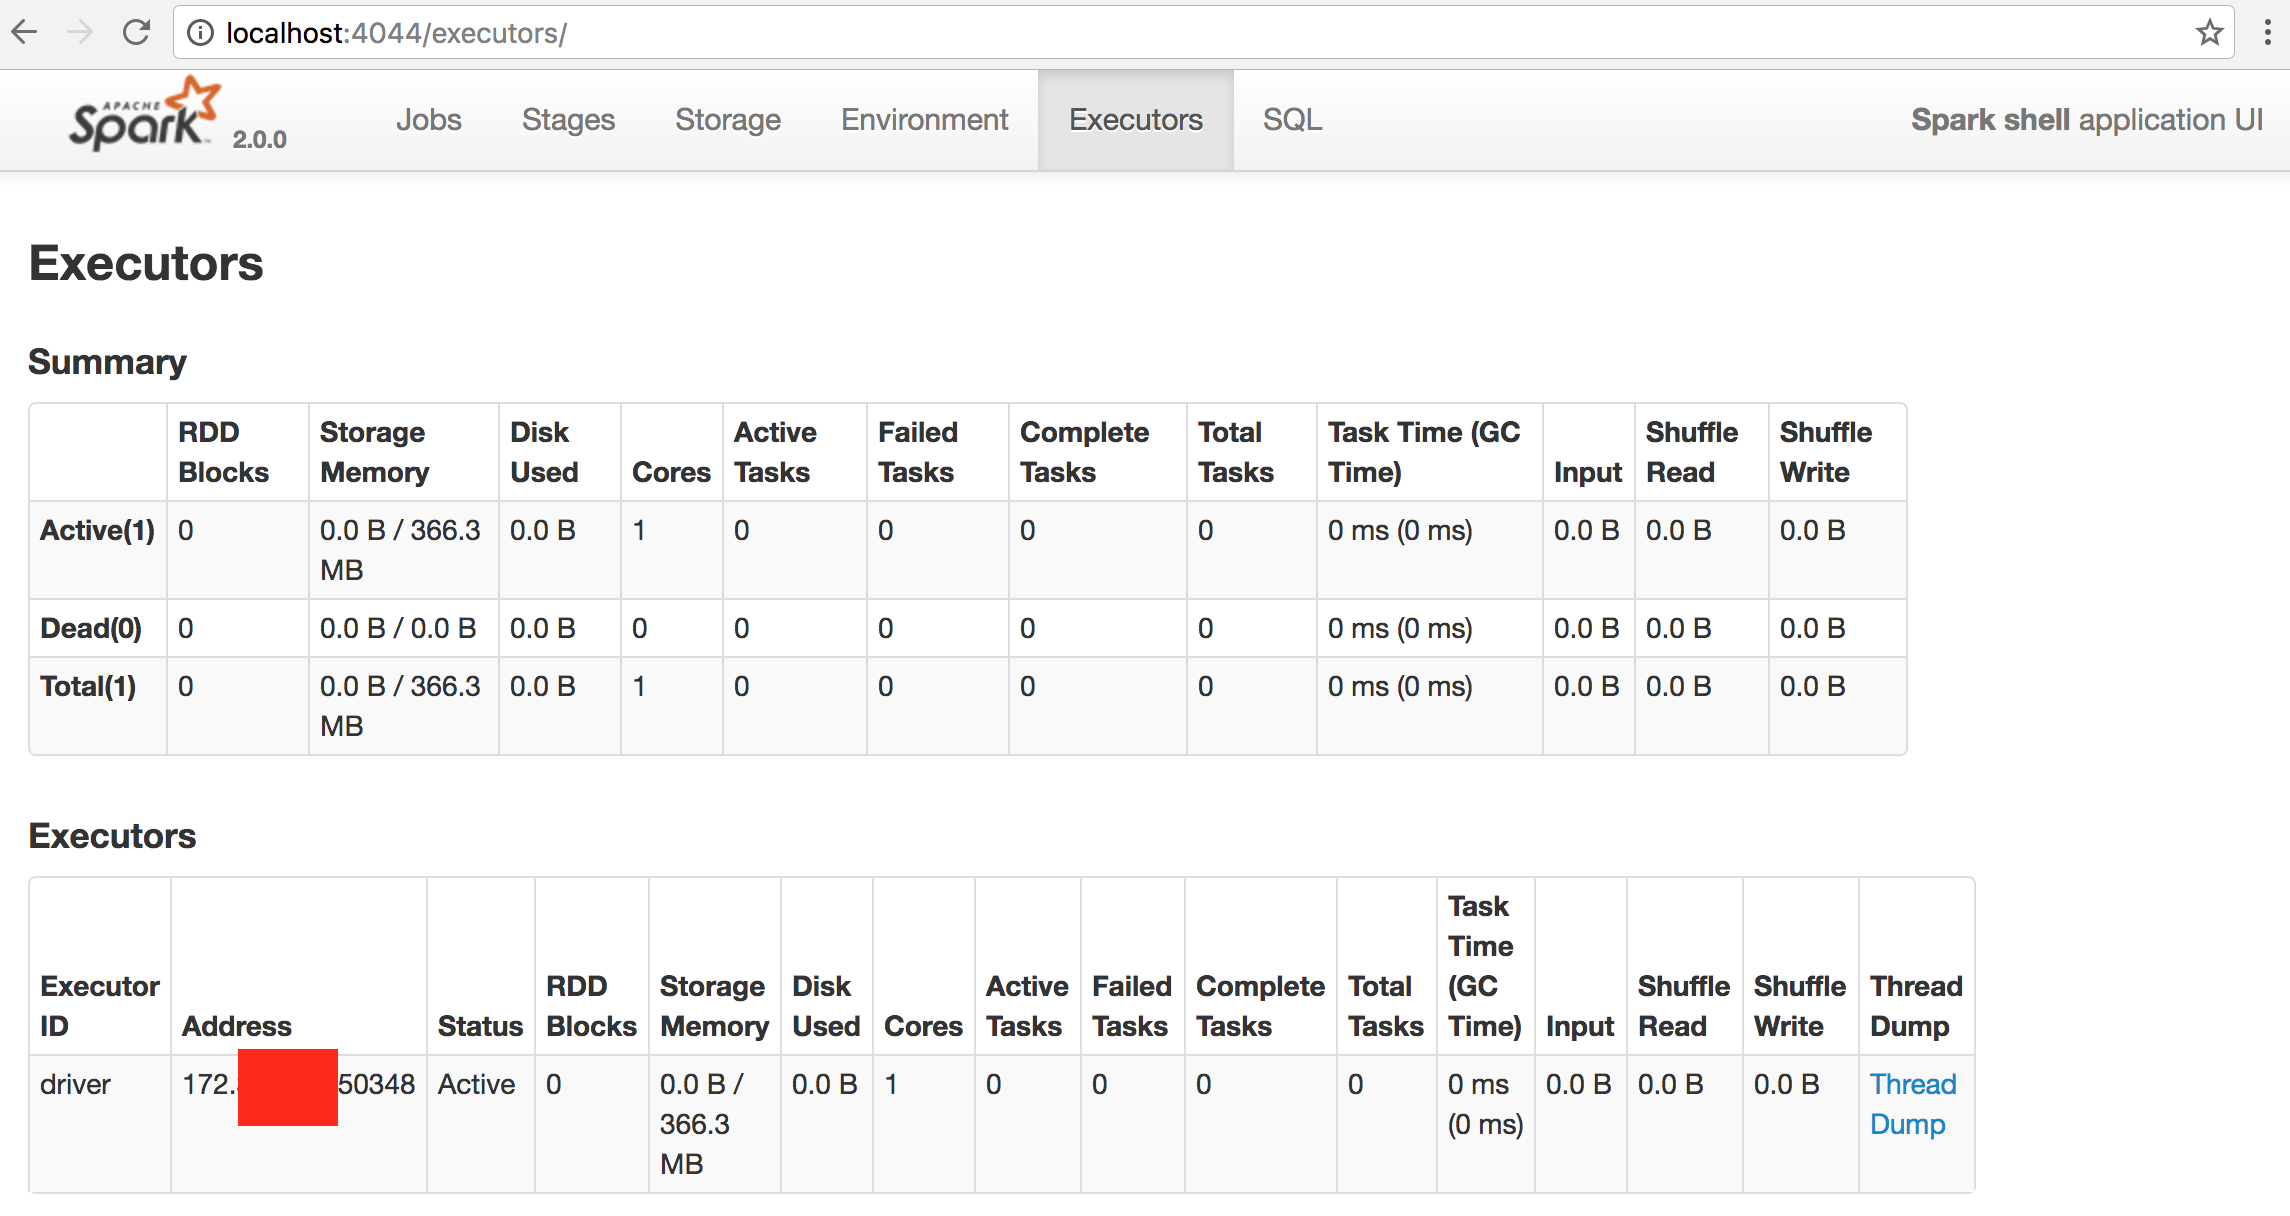 localhost:4044/executors/
APACHE
Spark 2.0.0 Jobs Stages Storage Environment Executors SQL Spark shell application UI
Executors
Summary
RDD Blocks Storage Memory Disk Used Cores Active Tasks Failed Tasks Complete Tasks Total Tasks Task Time (GC Time) Input Shuffle Read Shuffle Write
Active(1) 0 0.0 B / 366.3 MB 0.0 B 1 0 0 0 0 0 ms (0 ms) 0.0 B 0.0 B 0.0 B
Dead(0) 0 0.0 B / 0.0 B 0.0 B 0 0 0 0 0 0 ms (0 ms) 0.0 B 0.0 B 0.0 B
Total(1) 0 0.0 B / 366.3 MB 0.0 B 1 0 0 0 0 0 ms (0 ms) 0.0 B 0.0 B 0.0 B
Executors
Executor ID Address Status RDD Blocks Storage Memory Disk Used Cores Active Tasks Failed Tasks Complete Tasks Total Tasks Task Time (GC Time) Input Shuffle Read Shuffle Write Thread Dump
driver 172. 50348 Active 0 0.0 B / 366.3 MB 0.0 B 1 0 0 0 0 0 ms (0 ms) 0.0 B 0.0 B 0.0 B Thread Dump